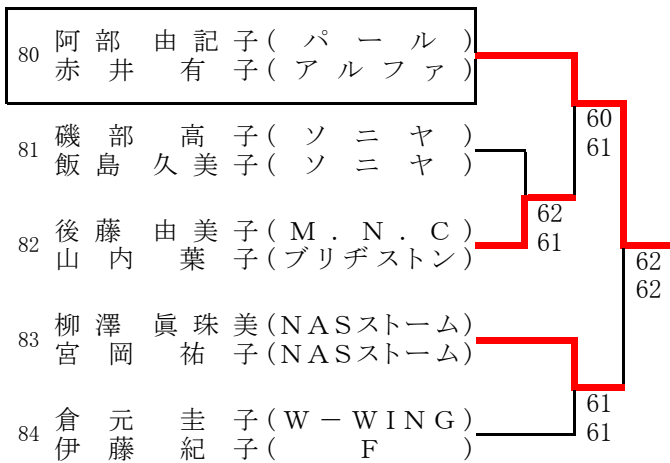 80 阿部 由記子(パール)
赤井 有子(アルファ)
60
61
81 磯部 高子(ソニヤ)
飯島 久美子(ソニヤ)
62
61
82 後藤 由美子(M.N.C)
山内 葉子(ブリヂストン)
62
62
83 柳澤 眞珠美(NASストーム)
宮岡 祐子(NASストーム)
61
61
84 倉元 圭子(W－WING)
伊藤 紀子(F)